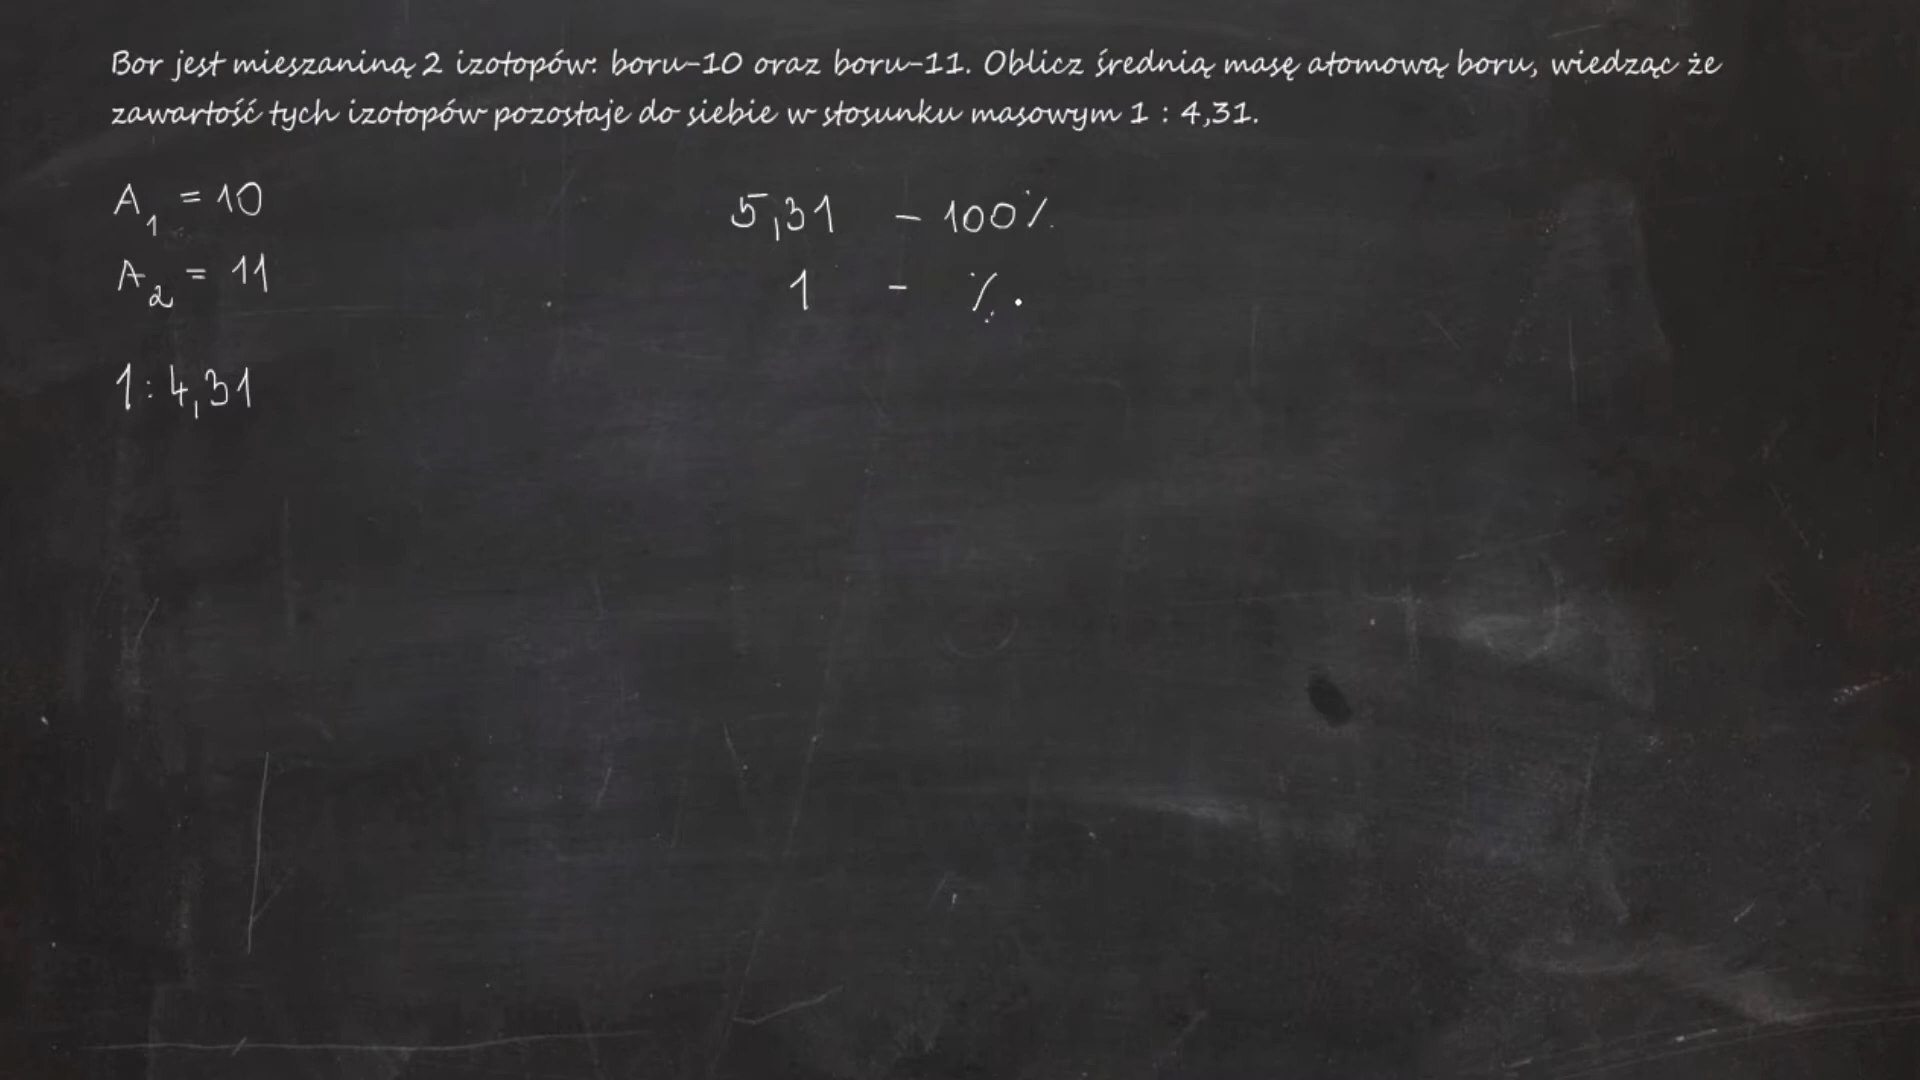 Bor jest mieszaniną 2 izotopów: boru-10 oraz boru-11. Oblicz średnią masę atomową boru, wiedząc że
zawartość tych izotopów pozostaje do siebie w stosunku masowym 1 : 4,31.
A₁ = 10
A₂ = 11
1 : 4,31
5,31 - 100%
1 - %